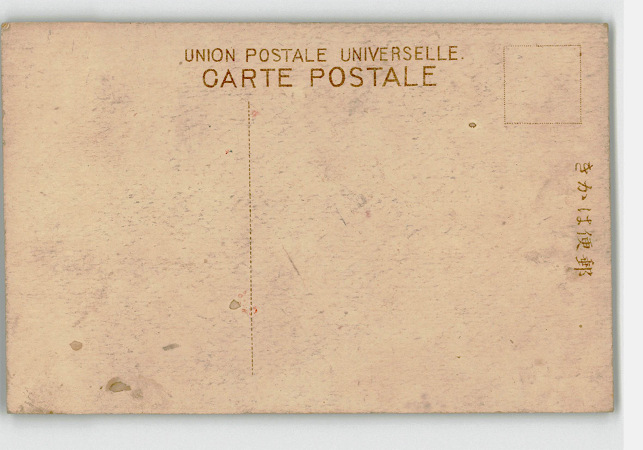 UNION POSTALE UNIVERSELLE.
CARTE POSTALE
きかは便郵